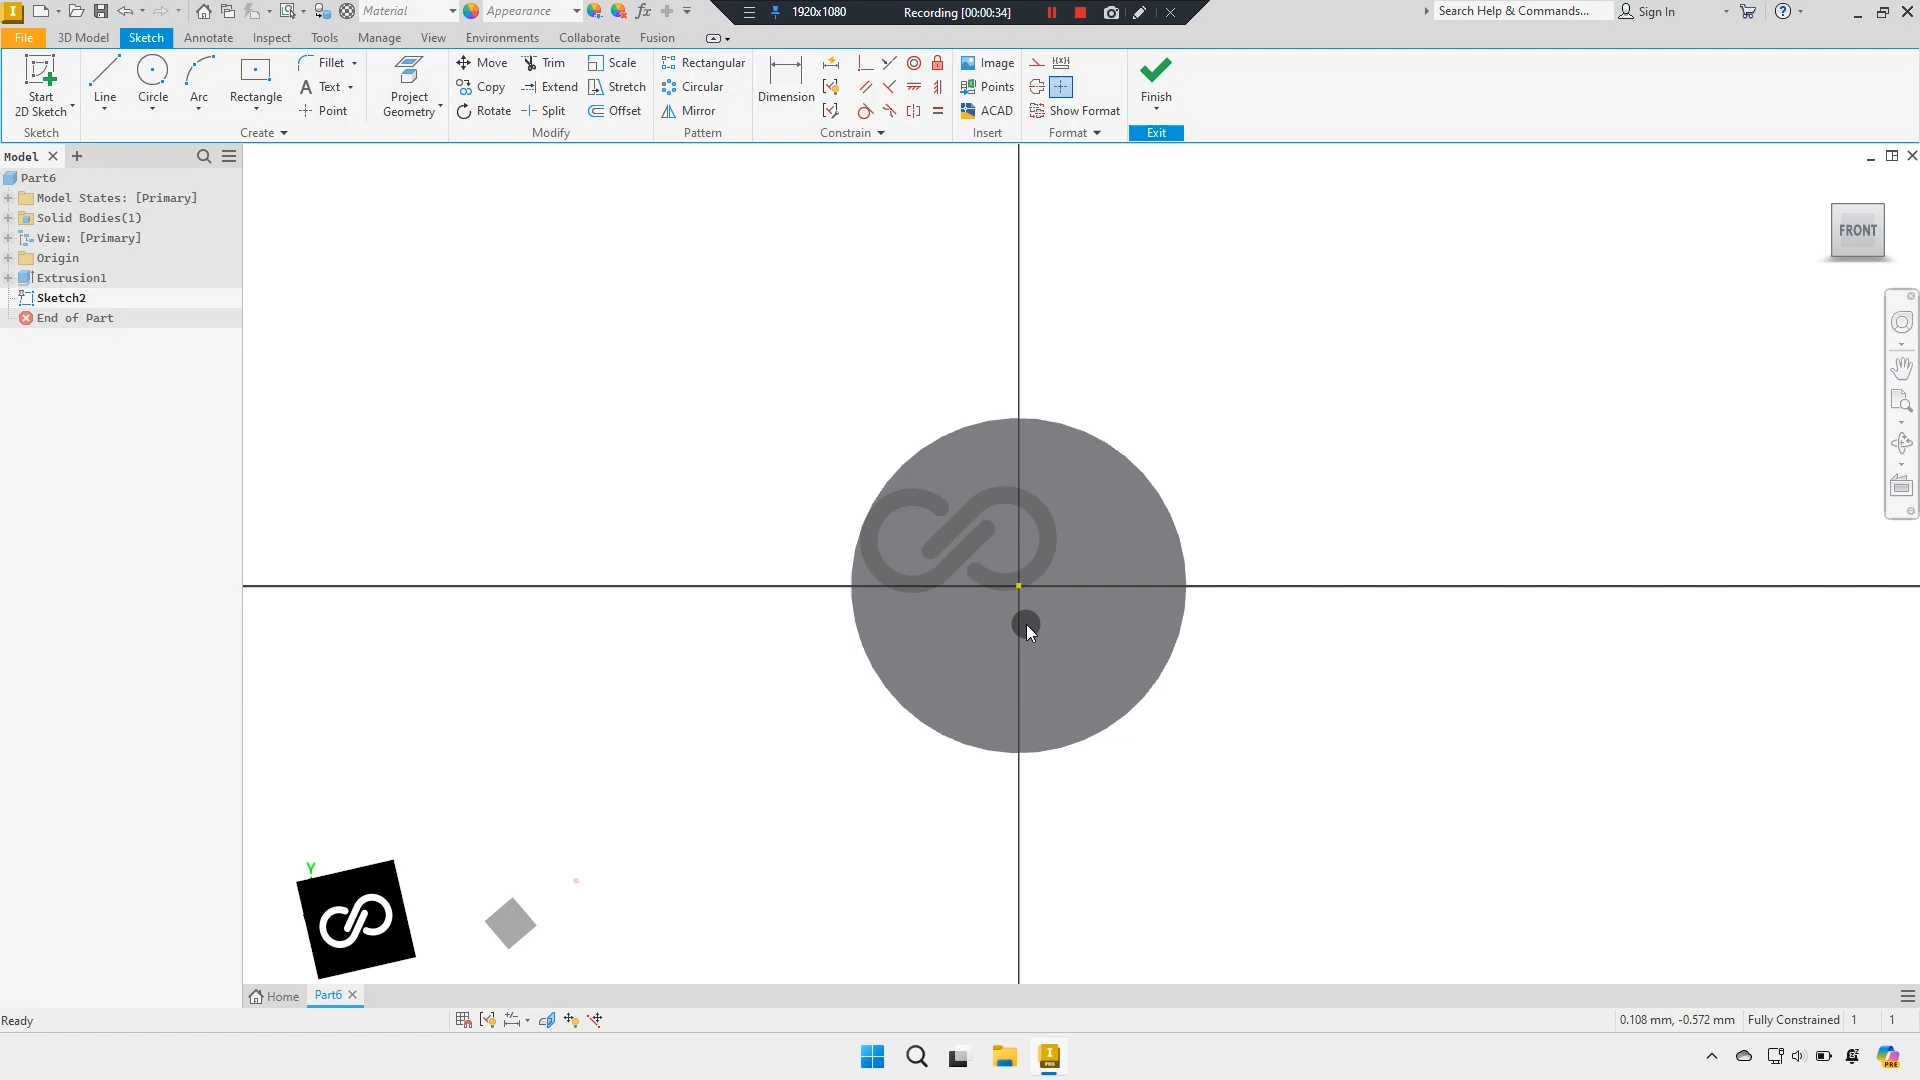 Material
Appearance
1920x1080
Recording [00:00:34]
Search Help & Commands...
Sign In
File
3D Model
Sketch
Annotate
Inspect
Tools
Manage
View
Environments
Collaborate
Fusion
Start
2D Sketch
Line
Circle
Arc
Rectangle
Fillet
Text
Point
Project
Geometry
Move
Copy
Rotate
Trim
Extend
Split
Scale
Stretch
Offset
Rectangular
Circular
Mirror
Dimension
Image
Points
ACAD
Show Format
Finish
Sketch
Create
Modify
Pattern
Constrain
Insert
Format
Exit
Model
Part6
Model States: [Primary]
Solid Bodies(1)
View: [Primary]
Origin
Extrusion1
Sketch2
End of Part
FRONT
Y
Home
Part6
Ready
0.108 mm, -0.572 mm
Fully Constrained
1
1